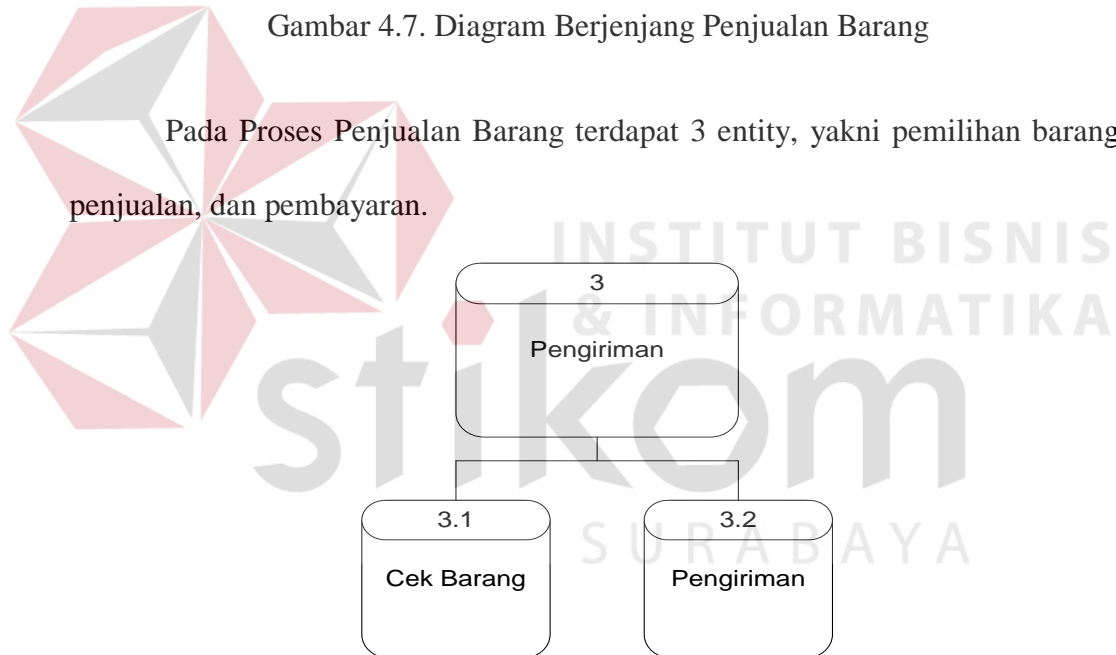 Gambar 4.7. Diagram Berjenjang Penjualan Barang
Pada Proses Penjualan Barang terdapat 3 entity, yakni pemilihan barang
penjualan, dan pembayaran.
INSTITUT BISNIS
& INFORMATIKA
stikom
SURABAYA
3
Pengiriman
3.1
Cek Barang
3.2
Pengiriman